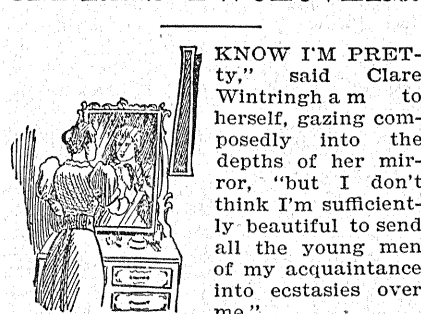 KNOW I'M PRET-
ty," said Clare
Wintringham to
herself, gazing com-
posedly into the
depths of her mir-
ror, "but I don't
think I'm sufficient-
ly beautiful to send
all the young men
of my acquaintance
into ecstasies over
me."